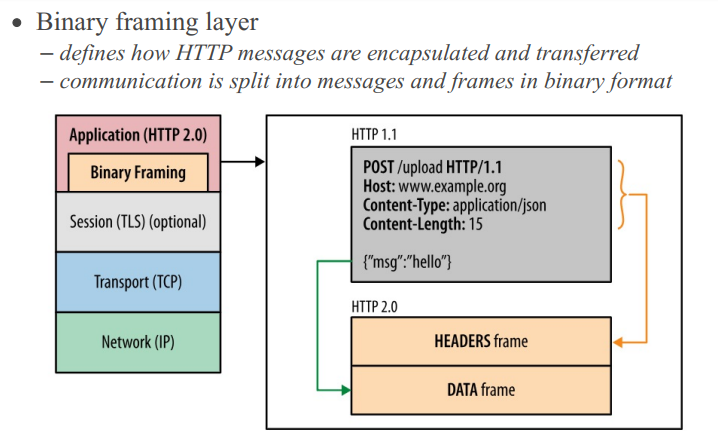 • Binary framing layer
– defines how HTTP messages are encapsulated and transferred
– communication is split into messages and frames in binary format
Application (HTTP 2.0)
Binary Framing
Session (TLS) (optional)
Transport (TCP)
Network (IP)
HTTP 1.1
POST /upload HTTP/1.1
Host: www.example.org
Content-Type: application/json
Content-Length: 15
{"msg":"hello"}
HTTP 2.0
HEADERS frame
DATA frame